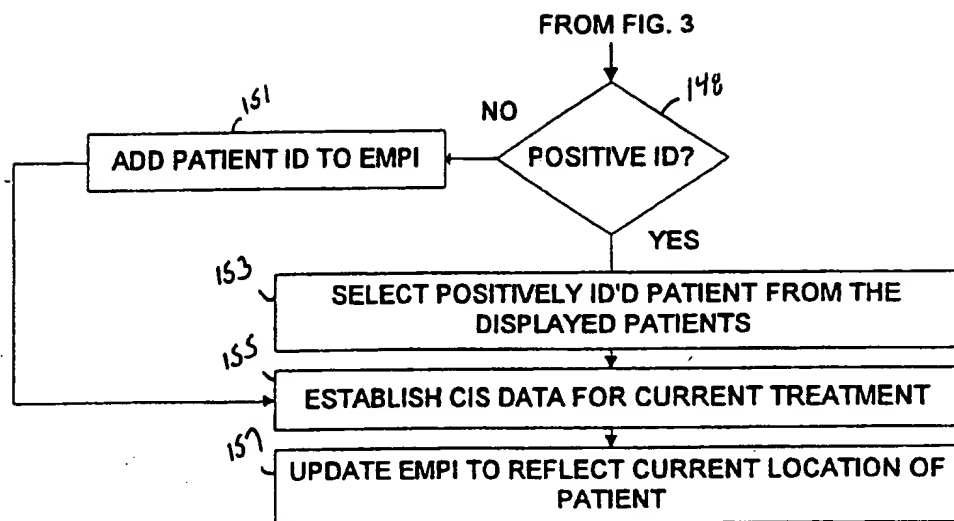 FROM FIG. 3
148
NO
POSITIVE ID?
151
ADD PATIENT ID TO EMPI
YES
153
SELECT POSITIVELY ID'D PATIENT FROM THE
DISPLAYED PATIENTS
155
ESTABLISH CIS DATA FOR CURRENT TREATMENT
157
UPDATE EMPI TO REFLECT CURRENT LOCATION OF
PATIENT